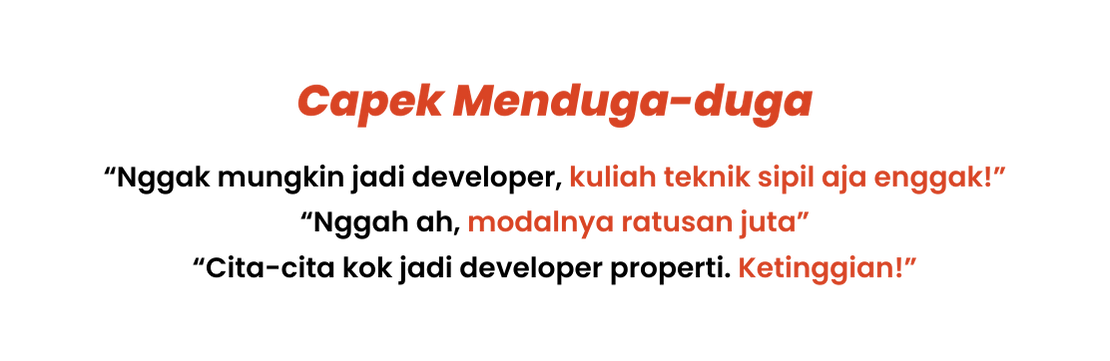 Capek Menduga-duga
“Nggak mungkin jadi developer, kuliah teknik sipil aja enggak!”
“Nggah ah, modalnya ratusan juta”
“Cita-cita kok jadi developer properti. Ketinggian!”